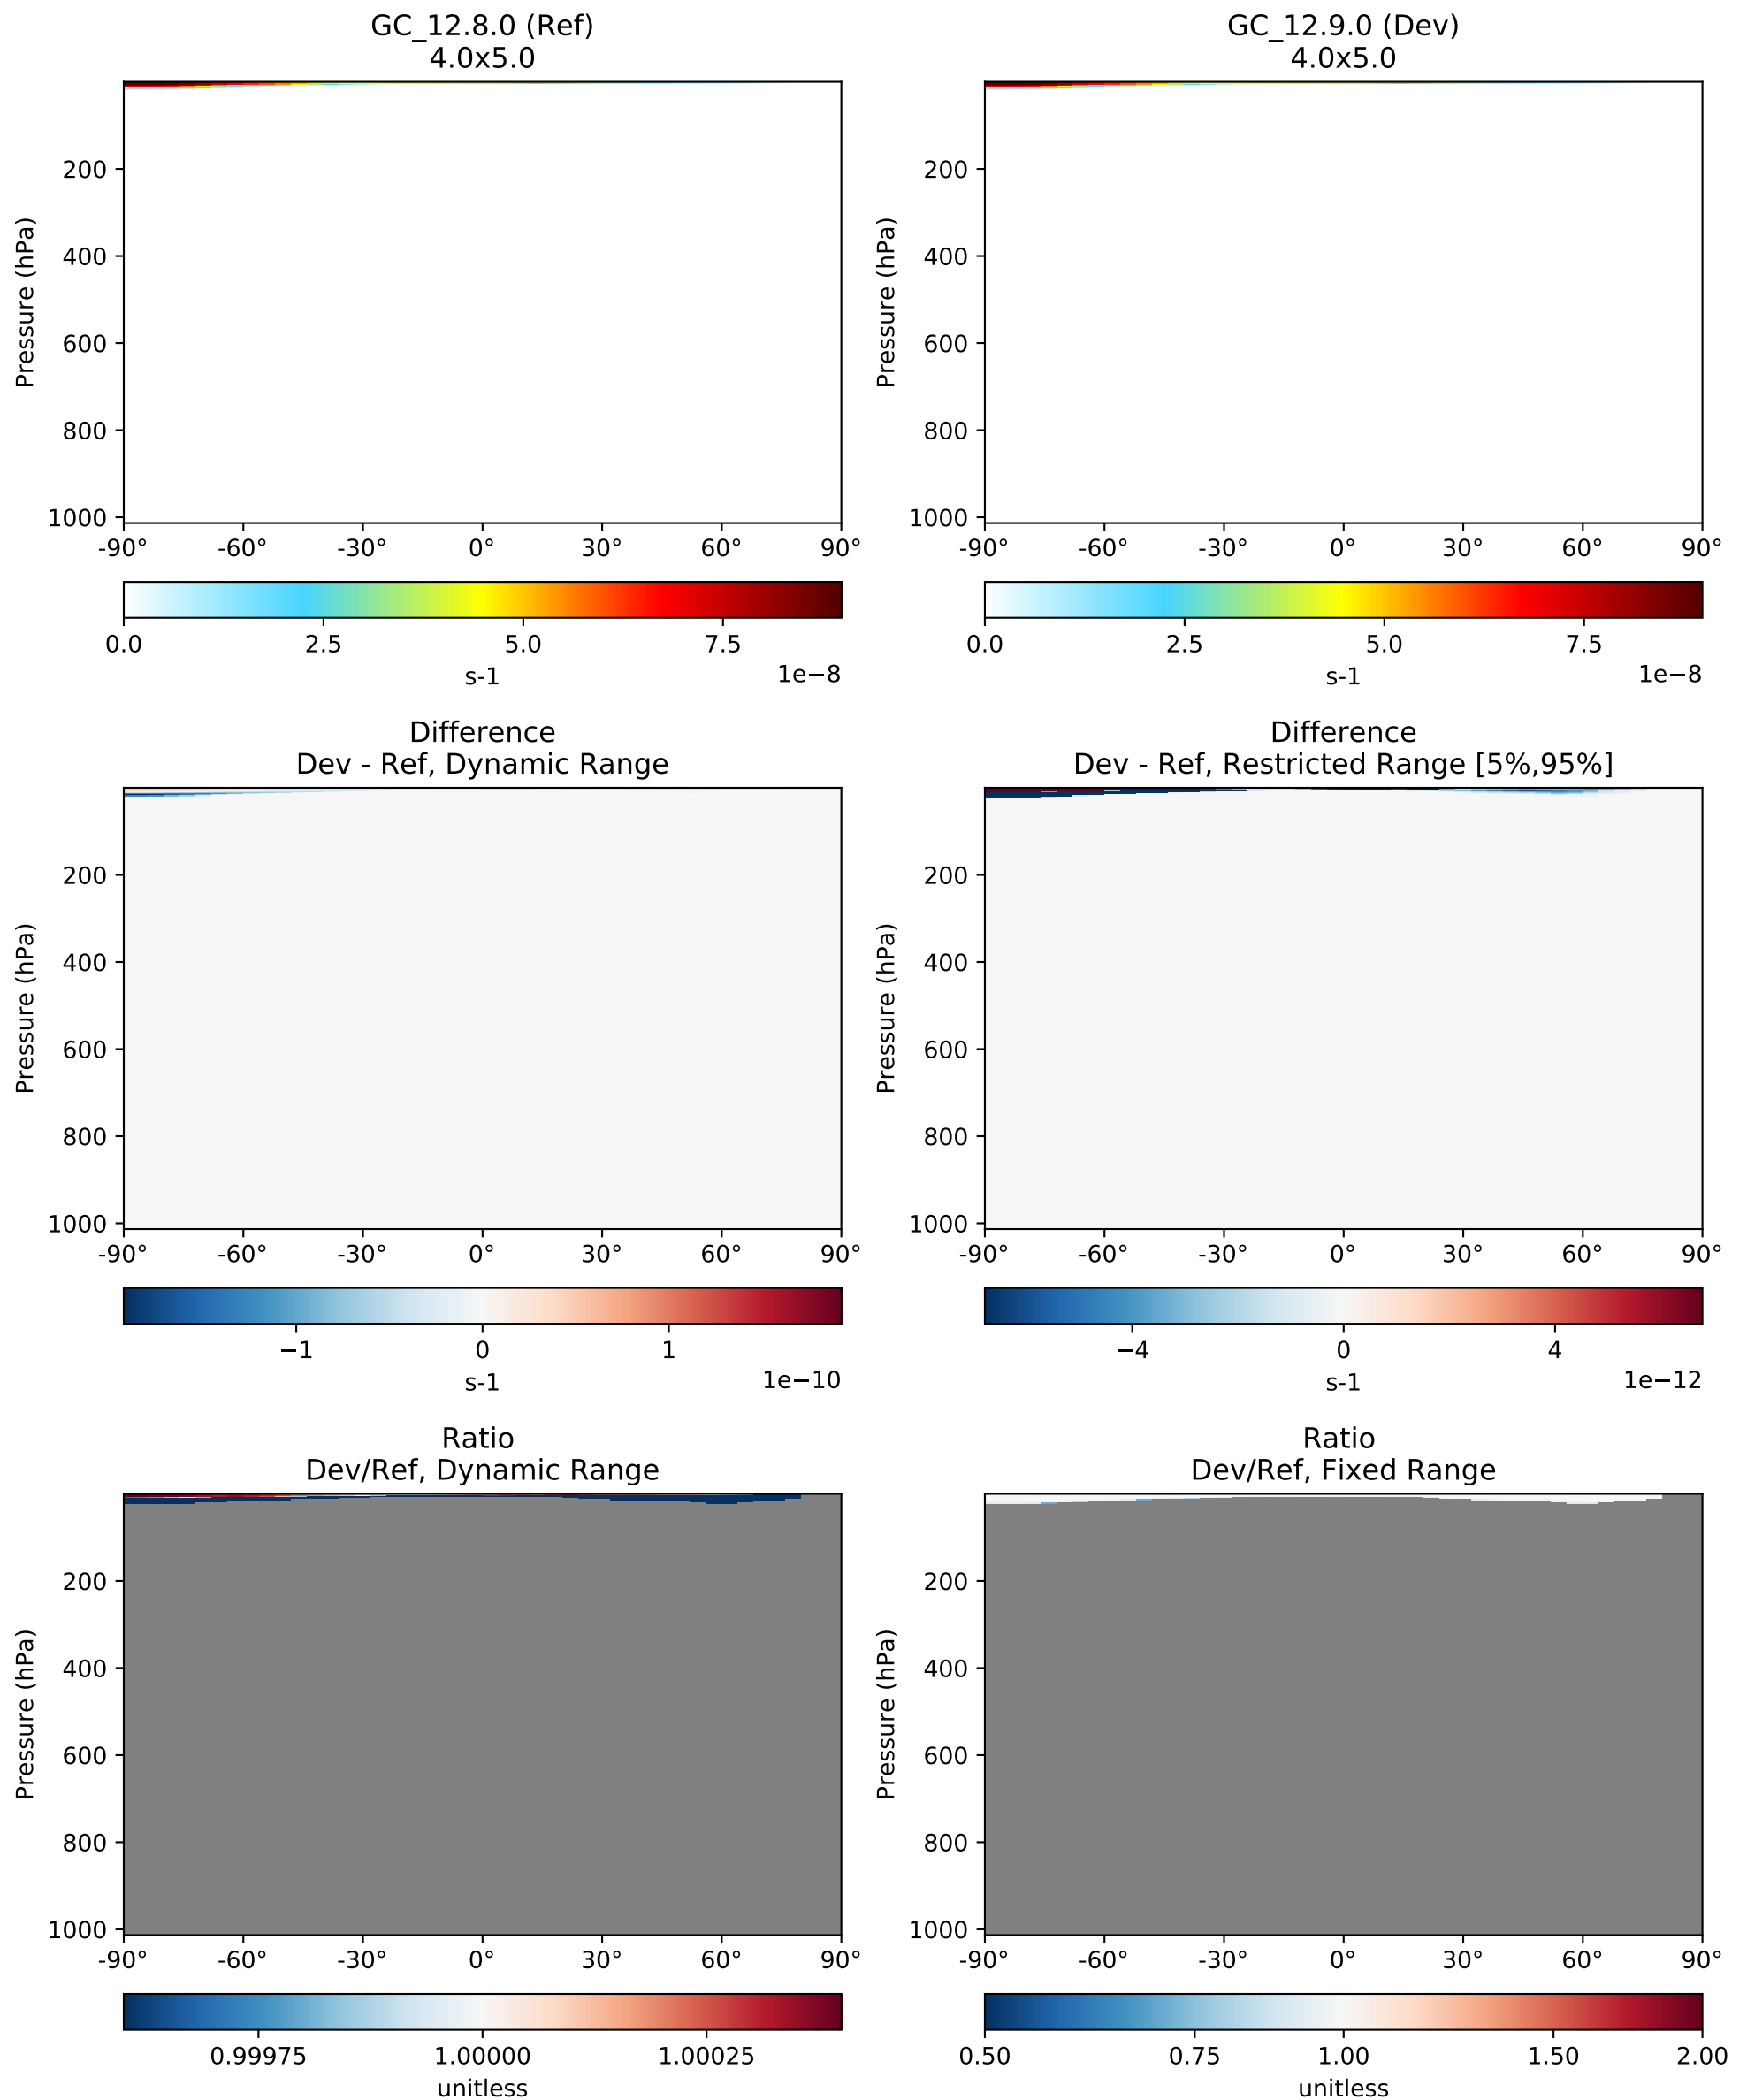 GC_12.8.0 (Ref)
4.0x5.0
Pressure (hPa)
200
400
600
800
1000
-90° -60° -30° 0° 30° 60° 90°
0.0 2.5 5.0 7.5
s-1
1e−8
GC_12.9.0 (Dev)
4.0x5.0
Pressure (hPa)
200
400
600
800
1000
-90° -60° -30° 0° 30° 60° 90°
0.0 2.5 5.0 7.5
s-1
1e−8
Difference
Dev - Ref, Dynamic Range
Pressure (hPa)
200
400
600
800
1000
-90° -60° -30° 0° 30° 60° 90°
−1 0 1
s-1
1e−10
Difference
Dev - Ref, Restricted Range [5%,95%]
Pressure (hPa)
200
400
600
800
1000
-90° -60° -30° 0° 30° 60° 90°
−4 0 4
s-1
1e−12
Ratio
Dev/Ref, Dynamic Range
Pressure (hPa)
200
400
600
800
1000
-90° -60° -30° 0° 30° 60° 90°
0.99975 1.00000 1.00025
unitless
Ratio
Dev/Ref, Fixed Range
Pressure (hPa)
200
400
600
800
1000
-90° -60° -30° 0° 30° 60° 90°
0.50 0.75 1.00 1.50 2.00
unitless